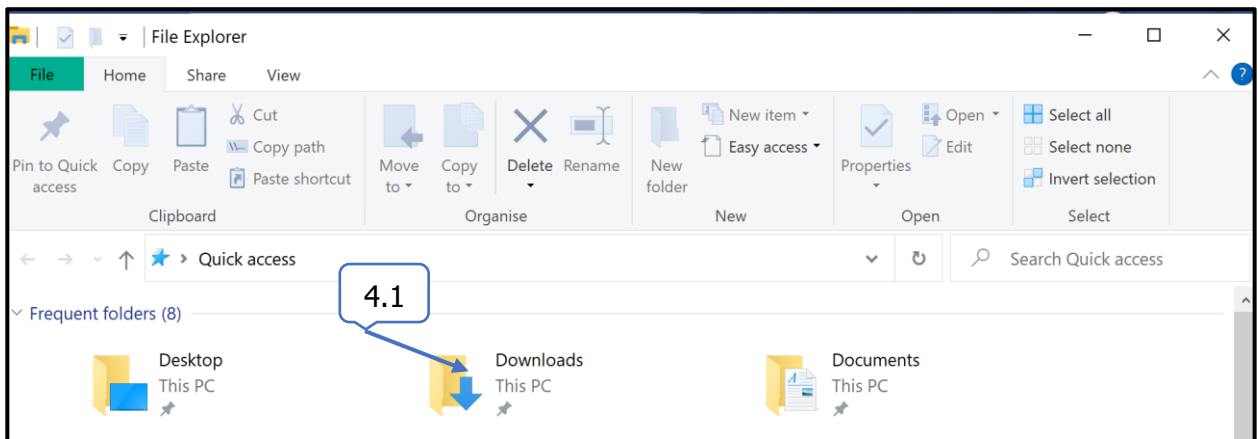 File Explorer
File Home Share View
Pin to Quick access
Copy
Paste
Cut
Copy path
Paste shortcut
Clipboard
Move to
Copy to
Delete
Rename
Organise
New folder
New item
Easy access
New
Properties
Open
Edit
Open
Select all
Select none
Invert selection
Select
Quick access
Search Quick access
4.1
Frequent folders (8)
Desktop
This PC
Downloads
This PC
Documents
This PC